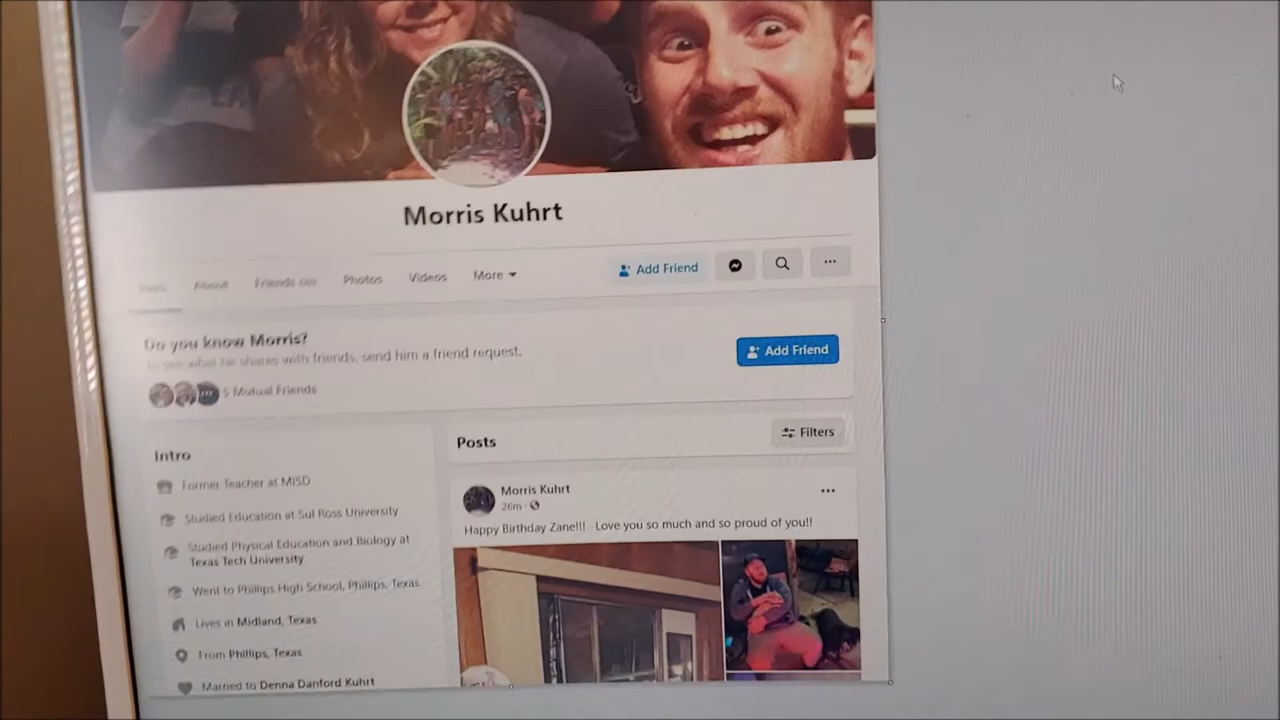 Morris Kuhrt
Posts About Friends Photos Videos More
Add Friend
Do you know Morris?
To see what he shares with friends, send him a friend request.
Add Friend
5 Mutual Friends
Intro
Former Teacher at MISD
Studied Education at Sul Ross University
Studied Physical Education and Biology at
Texas Tech University
Went to Phillips High School, Phillips, Texas
Lives in Midland, Texas
From Phillips, Texas
Married to Denna Danford Kuhrt
Posts
Filters
Morris Kuhrt
26m
Happy Birthday Zane!!! Love you so much and so proud of you!!